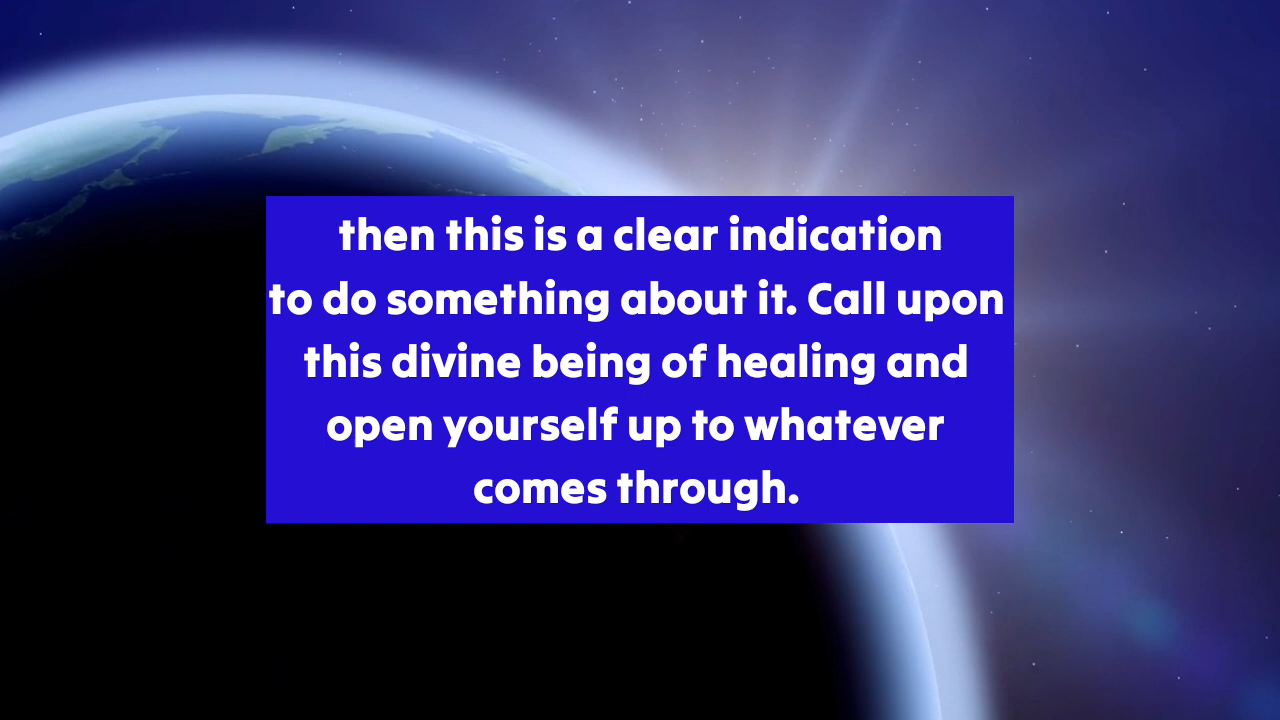 then this is a clear indication
to do something about it. Call upon
this divine being of healing and
open yourself up to whatever
comes through.